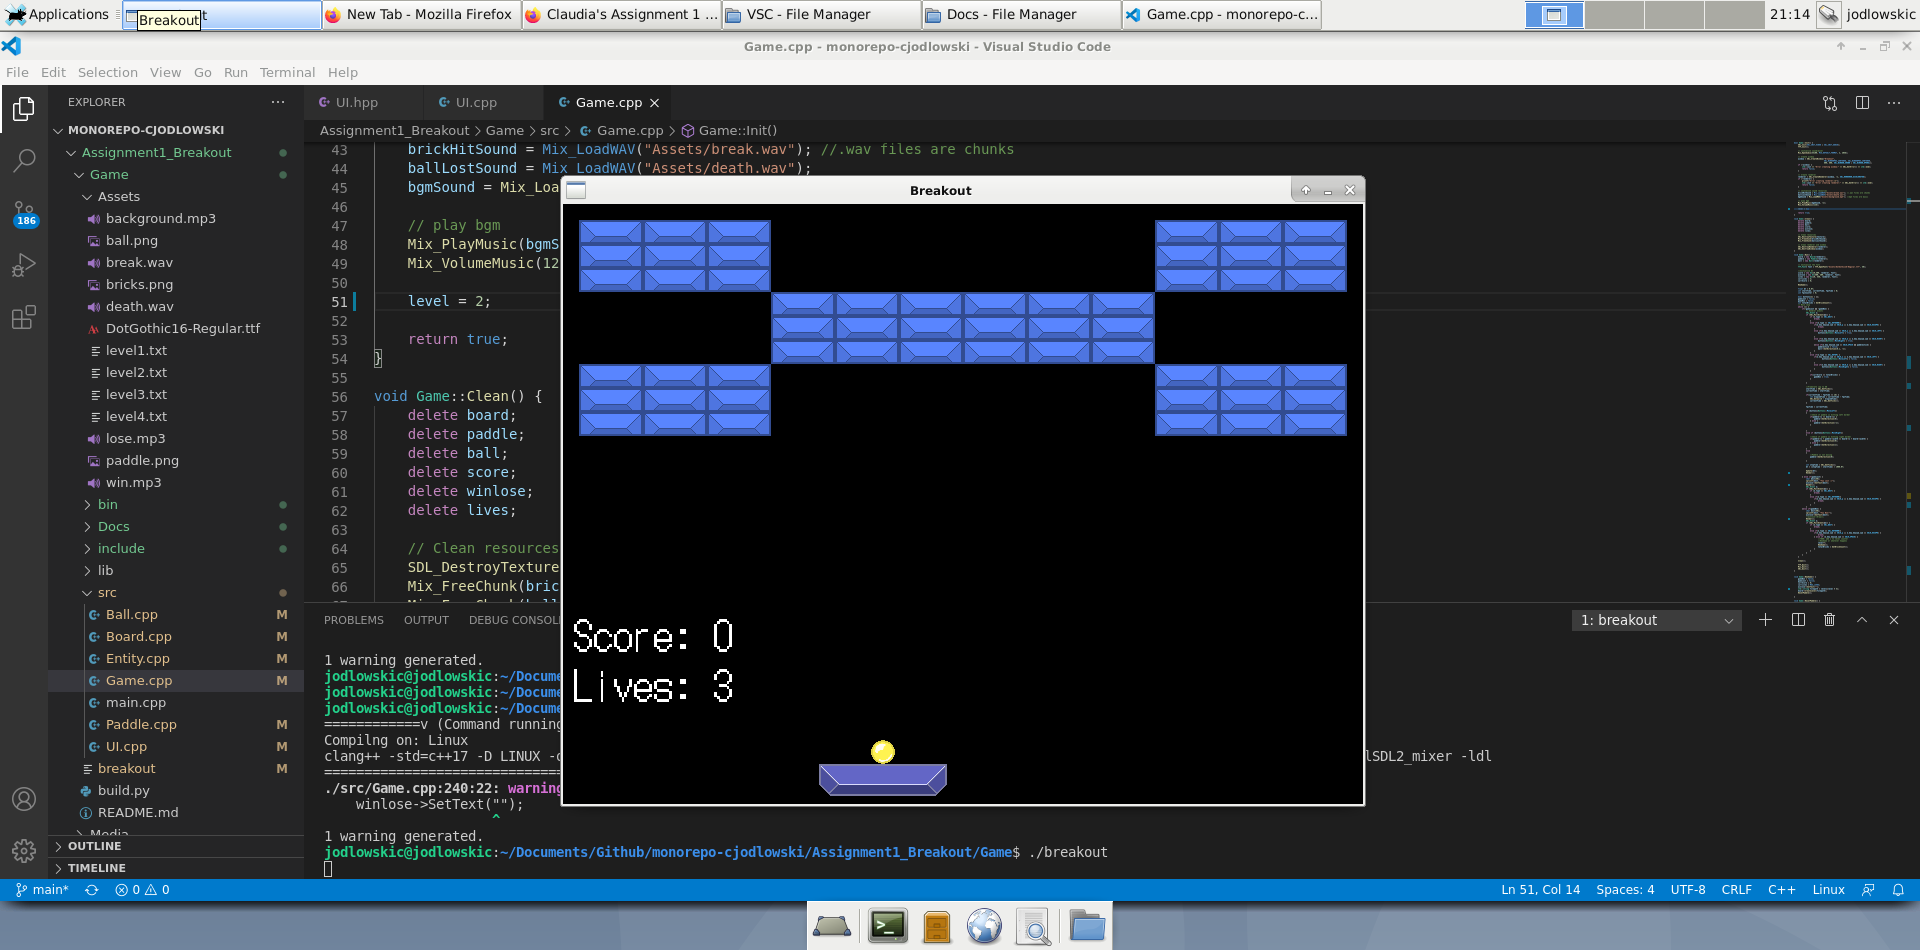 Applications
Breakout
New Tab - Mozilla Firefox
Claudia's Assignment 1 ...
VSC - File Manager
Docs - File Manager
Game.cpp - monorepo-c...
21:14
jodlowskic
Game.cpp - monorepo-cjodlowski - Visual Studio Code
File Edit Selection View Go Run Terminal Help
EXPLORER
MONOREPO-CJODLOWSKI
Assignment1_Breakout
Game
Assets
background.mp3
ball.png
break.wav
bricks.png
death.wav
DotGothic16-Regular.ttf
level1.txt
level2.txt
level3.txt
level4.txt
lose.mp3
paddle.png
win.mp3
bin
Docs
include
lib
src
Ball.cpp M
Board.cpp M
Entity.cpp M
Game.cpp M
main.cpp
Paddle.cpp M
UI.cpp M
breakout M
build.py
README.md
Media
OUTLINE
TIMELINE
186
UI.hpp
UI.cpp
Game.cpp
Assignment1_Breakout > Game > src > Game.cpp > Game::Init()
43 brickHitSound = Mix_LoadWAV("Assets/break.wav"); //.wav files are chunks
44 ballLostSound = Mix_LoadWAV("Assets/death.wav");
45 bgmSound = Mix_Loa
46
47 // play bgm
48 Mix_PlayMusic(bgmS
49 Mix_VolumeMusic(12
50
51 level = 2;
52
53 return true;
54 }
55
56 void Game::Clean() {
57 delete board;
58 delete paddle;
59 delete ball;
60 delete score;
61 delete winlose;
62 delete lives;
63
64 // Clean resources
65 SDL_DestroyTexture
66 Mix_FreeChunk(bric
Breakout
Score: 0
Lives: 3
PROBLEMS OUTPUT DEBUG CONSOL
1: breakout
1 warning generated.
jodlowskic@jodlowskic:~/Docume
jodlowskic@jodlowskic:~/Docume
jodlowskic@jodlowskic:~/Docume
============v (Command running
Compilng on: Linux
clang++ -std=c++17 -D LINUX -
lSDL2_mixer -ldl
============================
./src/Game.cpp:240:22: warning
winlose->SetText("");
^
1 warning generated.
jodlowskic@jodlowskic:~/Documents/Github/monorepo-cjodlowski/Assignment1_Breakout/Game$ ./breakout
main* 0 0
Ln 51, Col 14 Spaces: 4 UTF-8 CRLF C++ Linux